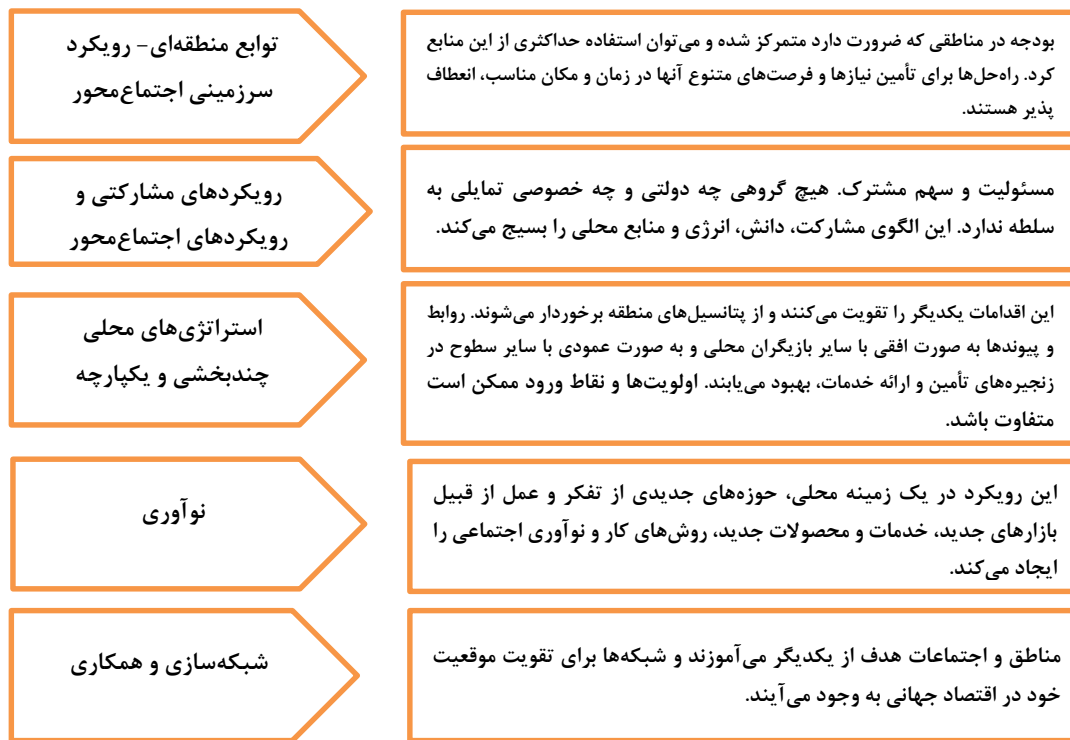 توابع منطقه‌ای- رویکرد
سرزمینی اجتماع‌محور
بودجه در مناطقی که ضرورت دارد متمرکز شده و می‌توان استفاده حداکثری از این منابع
کرد. راه‌حل‌ها برای تأمین نیازها و فرصت‌های متنوع آنها در زمان و مکان مناسب، انعطاف
پذیر هستند.
رویکردهای مشارکتی و
رویکردهای اجتماع‌محور
مسئولیت و سهم مشترک. هیچ گروهی چه دولتی و چه خصوصی تمایلی به
سلطه ندارد. این الگوی مشارکت، دانش، انرژی و منابع محلی را بسیج می‌کند.
استراتژی‌های محلی
چندبخشی و یکپارچه
این اقدامات یکدیگر را تقویت می‌کنند و از پتانسیل‌های منطقه برخوردار می‌شوند. روابط
و پیوندها به صورت افقی با سایر بازیگران محلی و به صورت عمودی با سایر سطوح در
زنجیره‌های تأمین و ارائه خدمات، بهبود می‌یابند. اولویت‌ها و نقاط ورود ممکن است
متفاوت باشد.
نوآوری
این رویکرد در یک زمینه محلی، حوزه‌های جدیدی از تفکر و عمل از قبیل
بازارهای جدید، خدمات و محصولات جدید، روش‌های کار و نوآوری اجتماعی را
ایجاد می‌کند.
شبکه‌سازی و همکاری
مناطق و اجتماعات هدف از یکدیگر می‌آموزند و شبکه‌ها برای تقویت موقعیت
خود در اقتصاد جهانی به وجود می‌آیند.